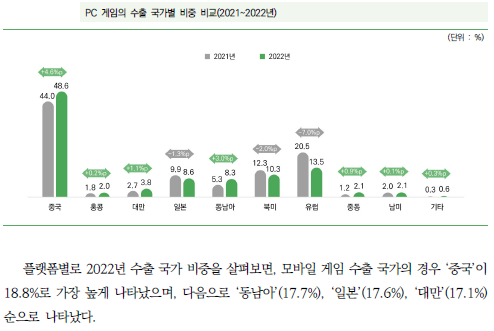 PC 게임의 수출 국가별 비중 비교(2021~2022년)
(단위 : %)
2021년 2022년
+4.6%p +0.2%p +1.1%p -1.3%p +3.0%p -2.0%p -7.0%p +0.9%p +0.1%p +0.3%p
44.0 48.6 1.8 2.0 2.7 3.8 9.9 8.6 5.3 8.3 12.3 10.3 20.5 13.5 1.2 2.1 2.0 2.1 0.3 0.6
중국 홍콩 대만 일본 동남아 북미 유럽 중동 남미 기타
플랫폼별로 2022년 수출 국가 비중을 살펴보면, 모바일 게임 수출 국가의 경우 ‘중국’이
18.8%로 가장 높게 나타났으며, 다음으로 ‘동남아’(17.7%), ‘일본’(17.6%), ‘대만’(17.1%)
순으로 나타났다.